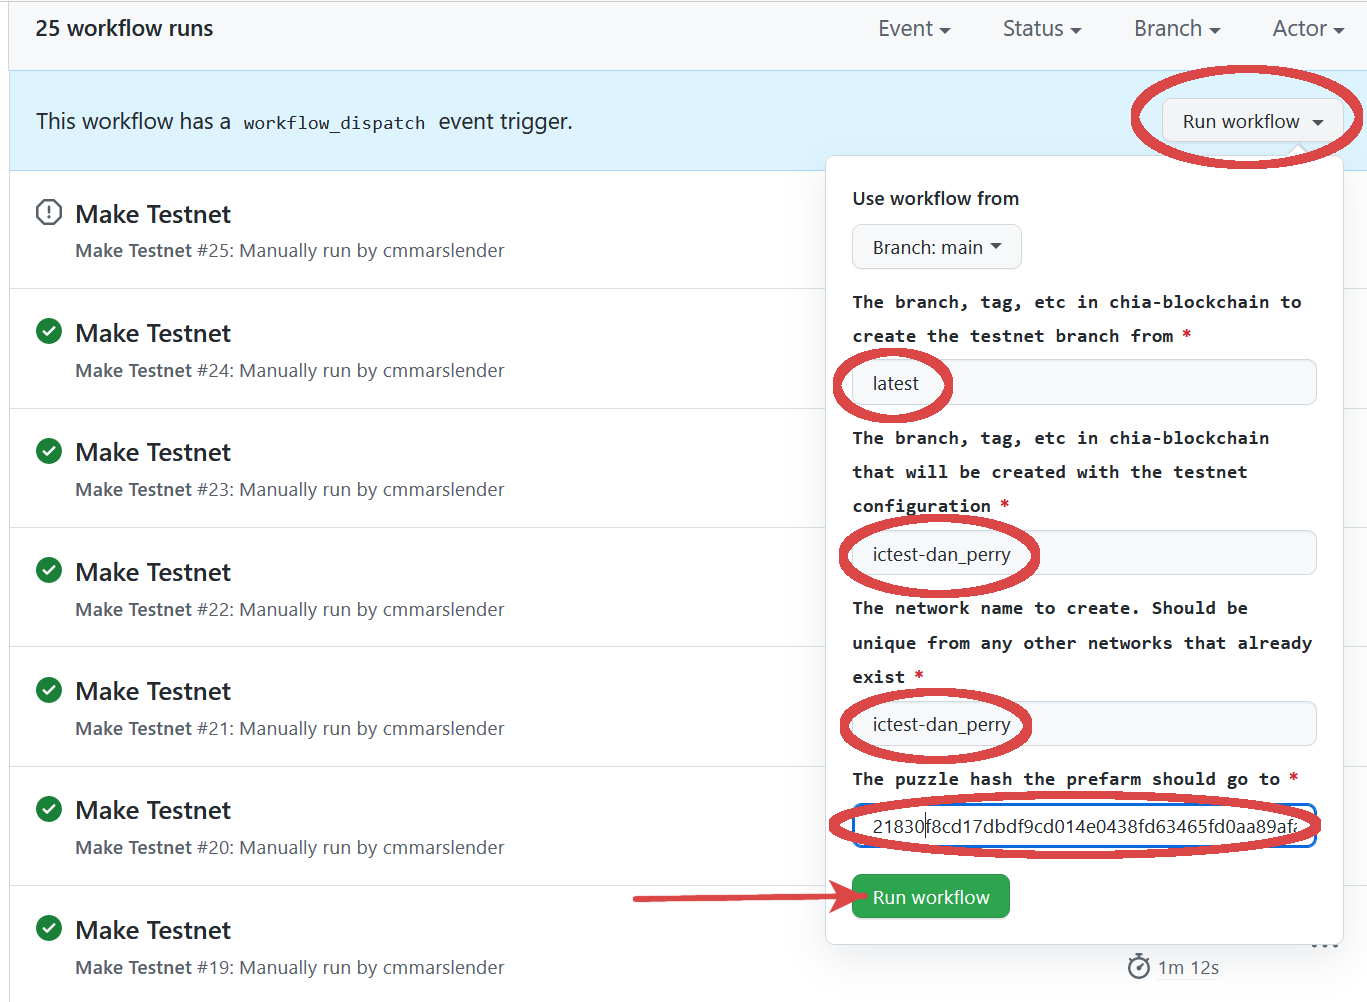 25 workflow runs
Event
Status
Branch
Actor
This workflow has a workflow_dispatch event trigger.
Run workflow
Make Testnet
Make Testnet #25: Manually run by cmmarslender
Make Testnet
Make Testnet #24: Manually run by cmmarslender
Make Testnet
Make Testnet #23: Manually run by cmmarslender
Make Testnet
Make Testnet #22: Manually run by cmmarslender
Make Testnet
Make Testnet #21: Manually run by cmmarslender
Make Testnet
Make Testnet #20: Manually run by cmmarslender
Make Testnet
Make Testnet #19: Manually run by cmmarslender
Use workflow from
Branch: main
The branch, tag, etc in chia-blockchain to
create the testnet branch from *
latest
The branch, tag, etc in chia-blockchain
that will be created with the testnet
configuration *
ictest-dan_perry
The network name to create. Should be
unique from any other networks that already
exist *
ictest-dan_perry
The puzzle hash the prefarm should go to *
21830f8cd17dbdf9cd014e0438fd63465fd0aa89afa
Run workflow
1m 12s